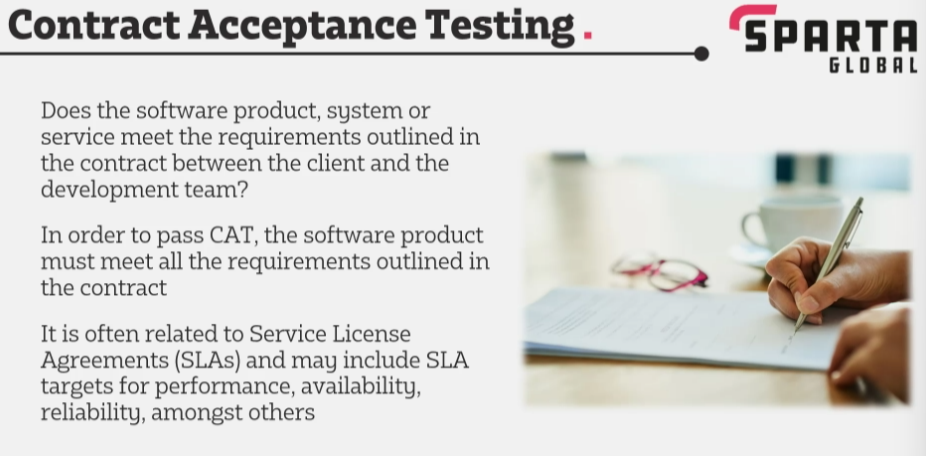 Contract Acceptance Testing.
SPARTA
GLOBAL
Does the software product, system or
service meet the requirements outlined in
the contract between the client and the
development team?
In order to pass CAT, the software product
must meet all the requirements outlined in
the contract
It is often related to Service License
Agreements (SLAs) and may include SLA
targets for performance, availability,
reliability, amongst others